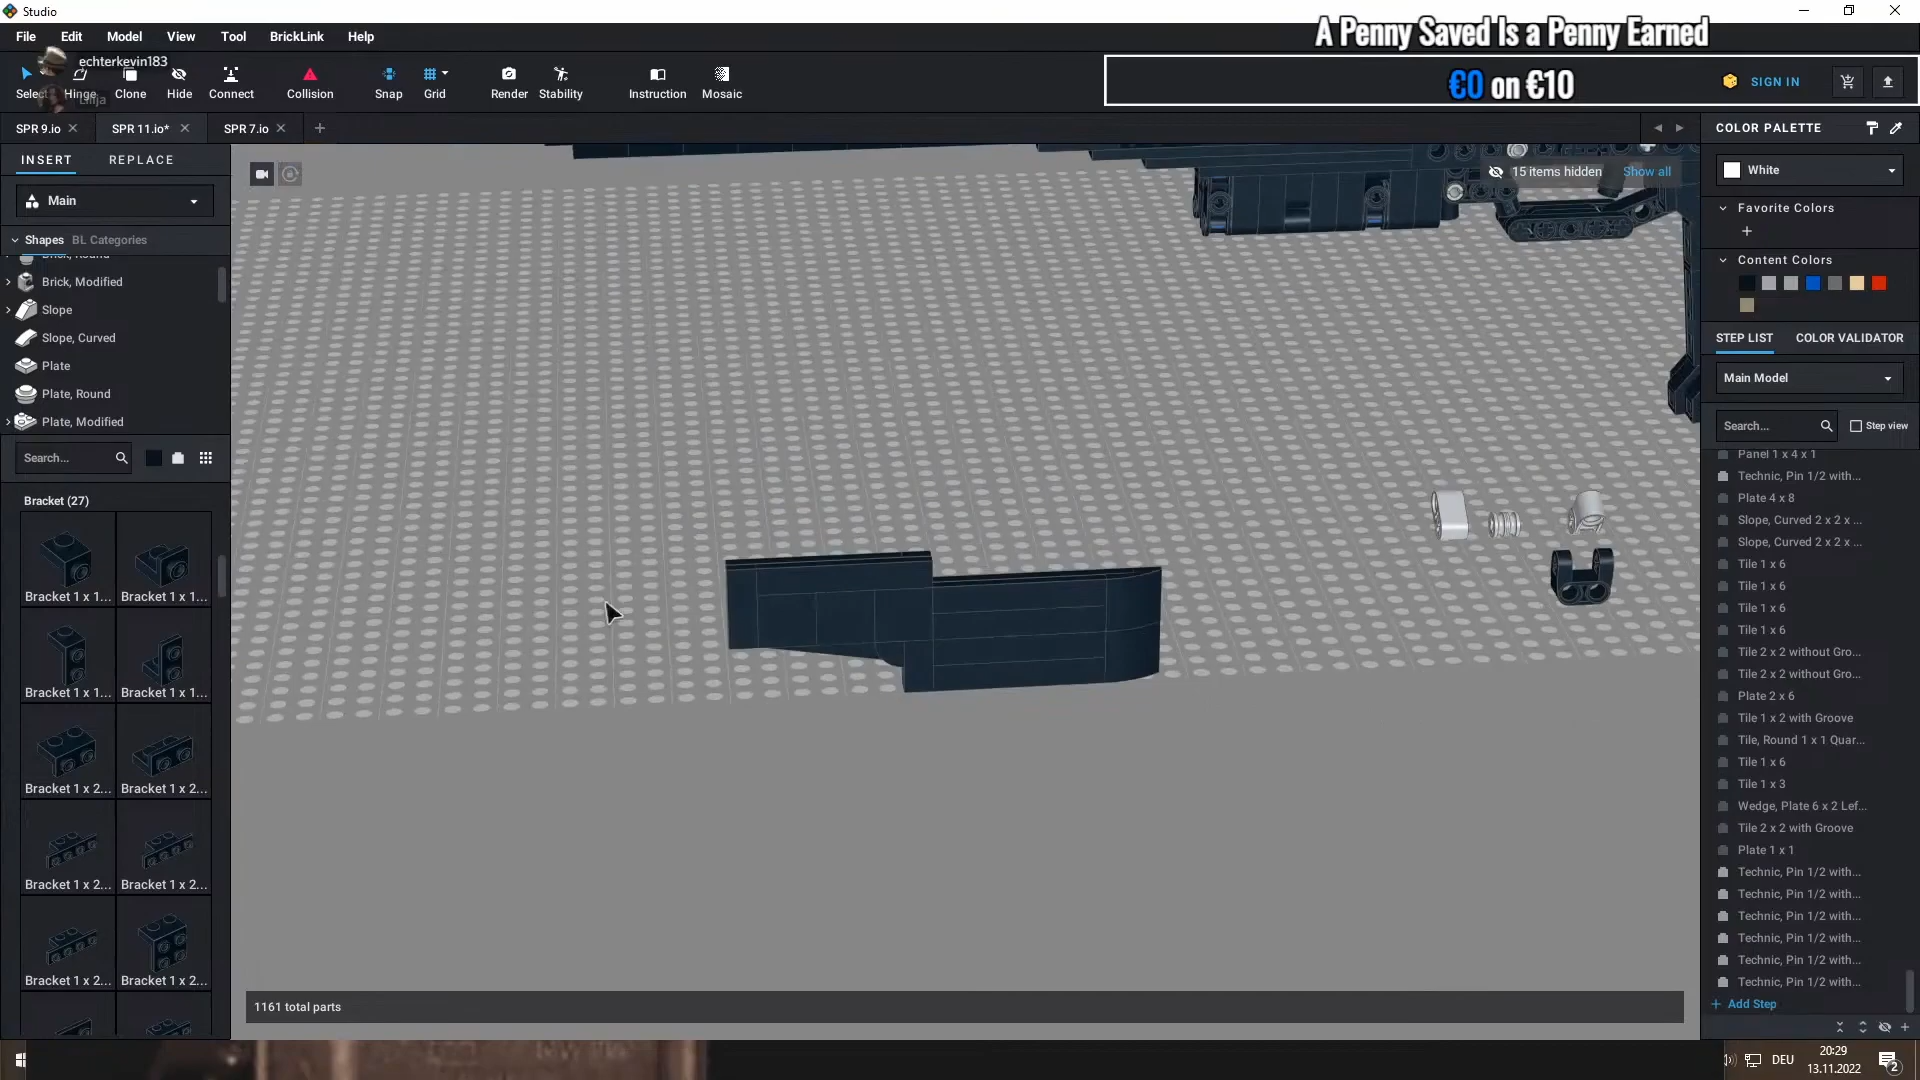 Studio
A Penny Saved Is a Penny Earned
File Edit Model View Tool BrickLink Help
echterkevin183
Select Hinge Clone Hide Connect Collision Snap Grid Render Stability Instruction Mosaic
€0 on €10
SIGN IN
SPR 9.io SPR 11.io* SPR 7.io
COLOR PALETTE
INSERT REPLACE
White
15 items hidden Show all
Main
Favorite Colors
Shapes BL Categories
Brick, Round
Content Colors
Brick, Modified
Slope
Slope, Curved
STEP LIST COLOR VALIDATOR
Plate
Main Model
Plate, Round
Plate, Modified
Search... Step view
Search...
Bracket (27)
Bracket 1 x 1... Bracket 1 x 1...
Bracket 1 x 1... Bracket 1 x 1...
Bracket 1 x 2... Bracket 1 x 2...
Bracket 1 x 2... Bracket 1 x 2...
Bracket 1 x 2... Bracket 1 x 2...
Panel 1 x 4 x 1
Technic, Pin 1/2 with...
Plate 4 x 8
Slope, Curved 2 x 2 x ...
Slope, Curved 2 x 2 x ...
Tile 1 x 6
Tile 1 x 6
Tile 1 x 6
Tile 1 x 6
Tile 2 x 2 without Gro...
Tile 2 x 2 without Gro...
Plate 2 x 6
Tile 1 x 2 with Groove
Tile, Round 1 x 1 Quar...
Tile 1 x 6
Tile 1 x 3
Wedge, Plate 6 x 2 Lef...
Tile 2 x 2 with Groove
Plate 1 x 1
Technic, Pin 1/2 with...
Technic, Pin 1/2 with...
Technic, Pin 1/2 with...
Technic, Pin 1/2 with...
Technic, Pin 1/2 with...
Technic, Pin 1/2 with...
Add Step
1161 total parts
DEU
20:29
13.11.2022
2